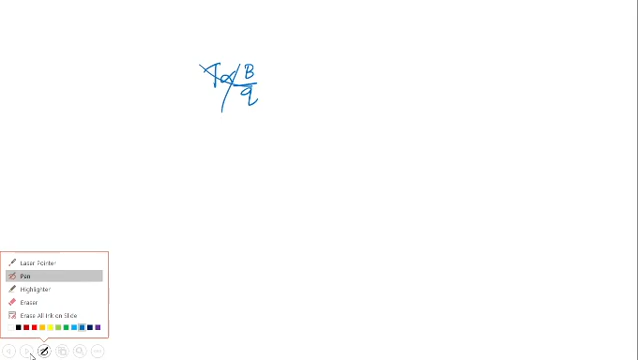 B
q
Laser Pointer
Pen
Highlighter
Eraser
Erase All Ink on Slide